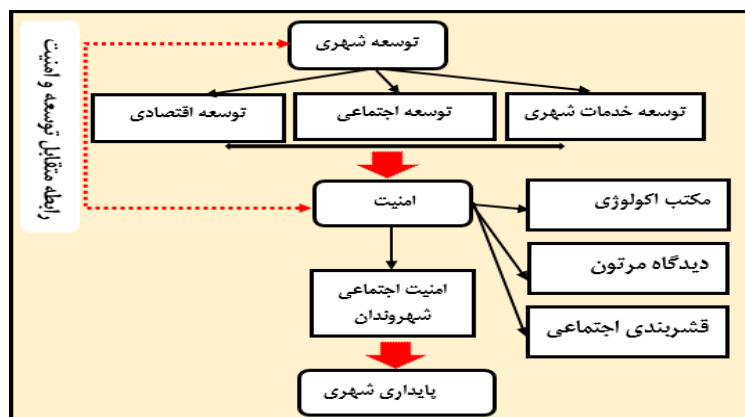 رابطه متقابل توسعه و امنیت
توسعه شهری
توسعه خدمات شهری
توسعه اجتماعی
توسعه اقتصادی
امنیت
مکتب اکولوژی
دیدگاه مرتون
قشربندی اجتماعی
امنیت اجتماعی
شهروندان
پایداری شهری